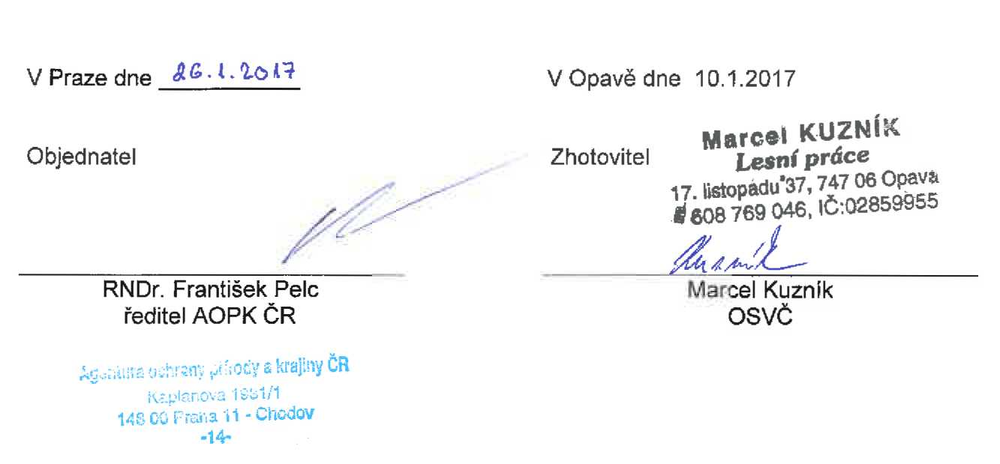 V Praze dne 26.1.2017
Objednatel
RNDr. František Pelc
ředitel AOPK ČR
Agentura ochrany přírody a krajiny ČR
Kaplanova 1931/1
148 00 Praha 11 - Chodov
-14-
V Opavě dne 10.1.2017
Zhotovitel
Marcel KUZNÍK
Lesní práce
17. listopadu 37, 747 06 Opava
608 769 046, IČ:02859955
Kuzník
Marcel Kuzník
OSVČ